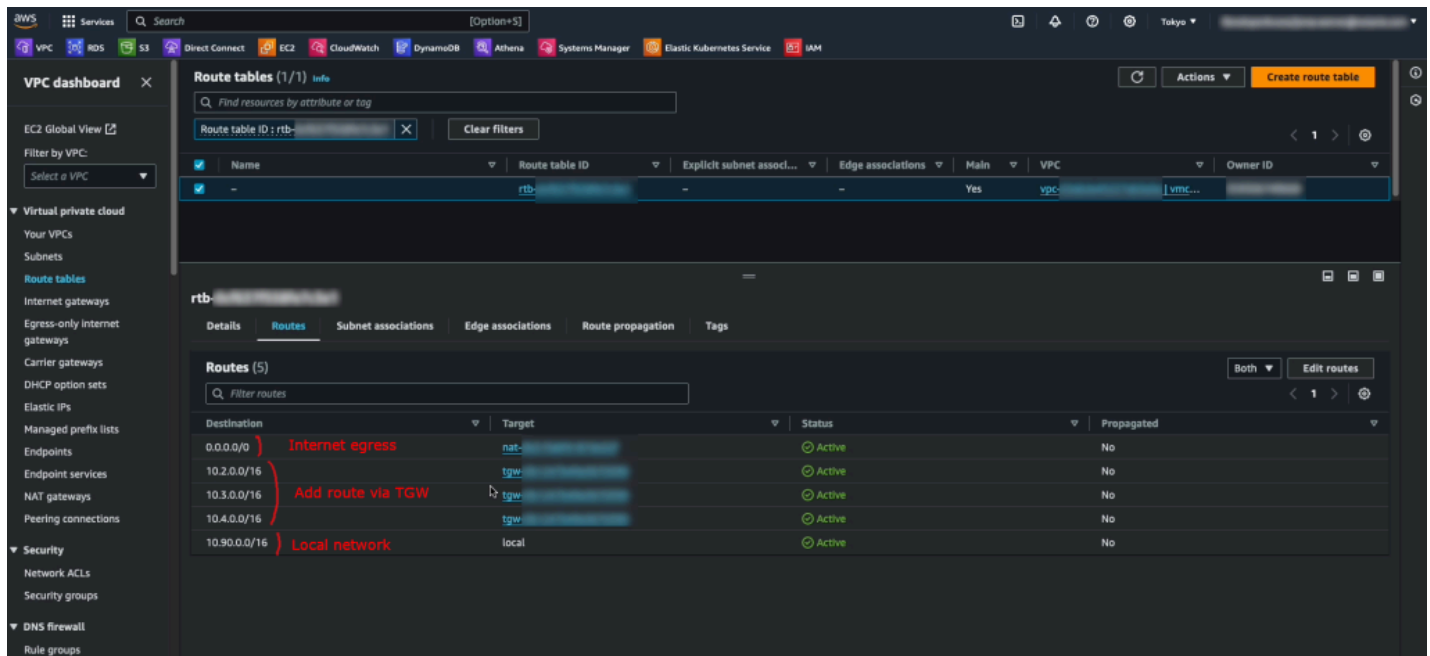 aws Services Search [Option+S] Tokyo
VPC RDS S3 Direct Connect EC2 CloudWatch DynamoDB Athena Systems Manager Elastic Kubernetes Service IAM
VPC dashboard
EC2 Global View
Filter by VPC:
Select a VPC
Virtual private cloud
Your VPCs
Subnets
Route tables
Internet gateways
Egress-only internet
gateways
Carrier gateways
DHCP option sets
Elastic IPs
Managed prefix lists
Endpoints
Endpoint services
NAT gateways
Peering connections
Security
Network ACLs
Security groups
DNS firewall
Rule groups
Route tables (1/1) Info
Actions Create route table
Find resources by attribute or tag
Route table ID : rtb- Clear filters
1
Name Route table ID Explicit subnet associ... Edge associations Main VPC Owner ID
– rtb- – – Yes vpc- | vmc...
rtb-
Details Routes Subnet associations Edge associations Route propagation Tags
Routes (5) Both Edit routes
Filter routes 1
Destination Target Status Propagated
0.0.0.0/0 Internet egress nat- Active No
10.2.0.0/16 tgw- Active No
10.3.0.0/16 Add route via TGW tgw- Active No
10.4.0.0/16 tgw- Active No
10.90.0.0/16 Local network local Active No